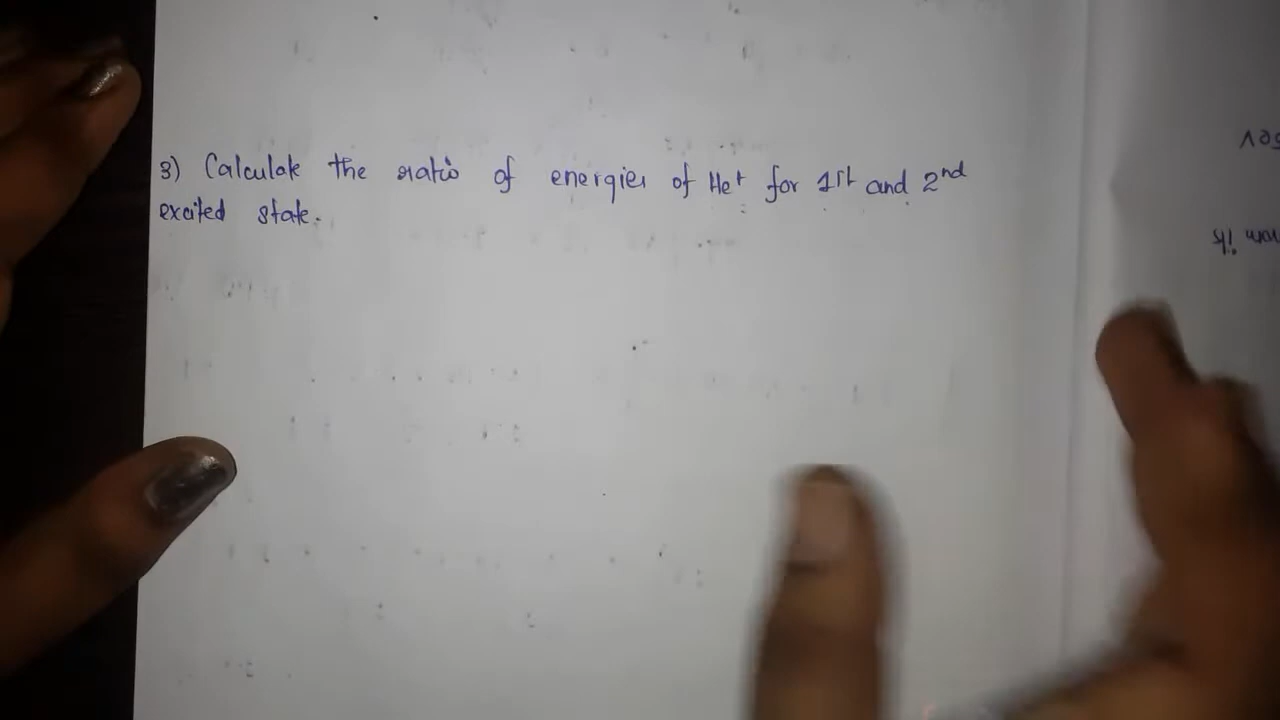 3) Calculate the ratio of energies of He+ for 1st and 2nd
excited state.